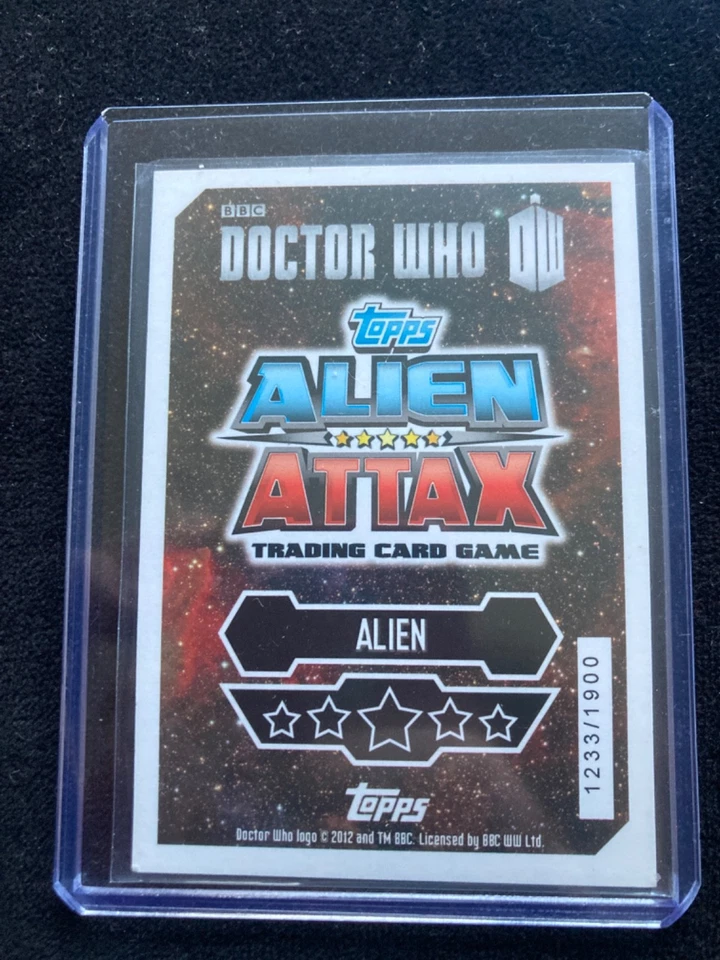 BBC
DOCTOR WHO DW
topps
ALIEN
ATTAX
TRADING CARD GAME
ALIEN
1233/1900
topps
Doctor Who logo © 2012 and TM BBC. Licensed by BBC WW Ltd.